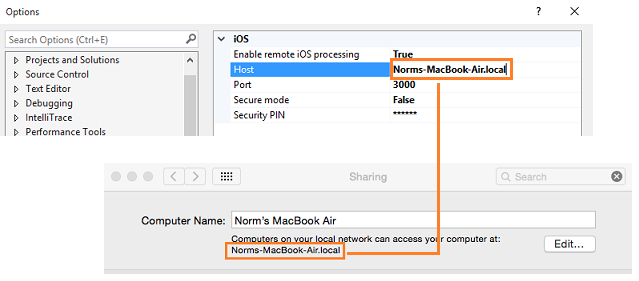 Options ? ×
Search Options (Ctrl+E)
Projects and Solutions
Source Control
Text Editor
Debugging
IntelliTrace
Performance Tools
iOS
Enable remote iOS processing True
Host Norms-MacBook-Air.local
Port 3000
Secure mode False
Security PIN ******
Sharing
Search
Computer Name: Norm's MacBook Air
Computers on your local network can access your computer at:
Norms-MacBook-Air.local
Edit...